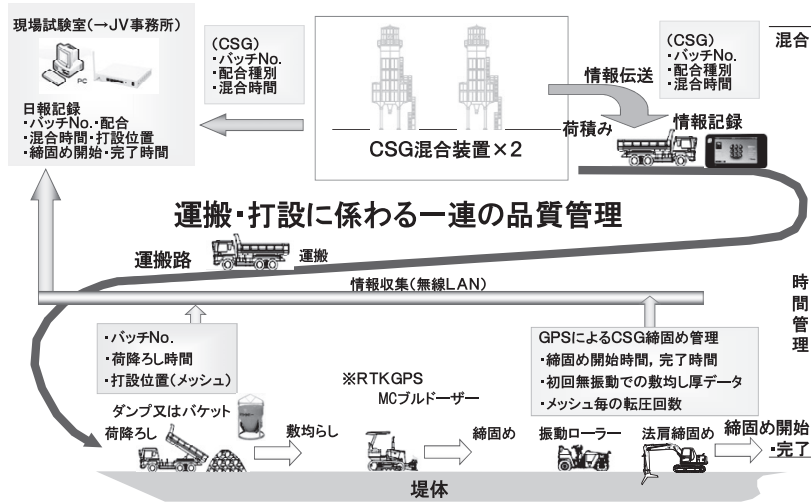 現場試験室(→JV事務所)
PC
日報記録
・バッチNo.・配合
・混合時間・打設位置
・締固め開始・完了時間
(CSG)
・バッチNo.
・配合種別
・混合時間
CSG混合装置×2
情報伝送
荷積み
(CSG)
・バッチNo.
・配合種別
・混合時間
情報記録
混合
運搬・打設に係わる一連の品質管理
運搬路
運搬
情報収集(無線LAN)
時間管理
・バッチNo.
・荷降ろし時間
・打設位置(メッシュ)
GPSによるCSG締固め管理
・締固め開始時間, 完了時間
・初回無振動での敷均し厚データ
・メッシュ毎の転圧回数
※RTKGPS
MCブルドーザー
ダンプ又はバケット
荷降ろし
敷均らし
締固め
振動ローラー
法肩締固め
締固め開始
・完了
堤体